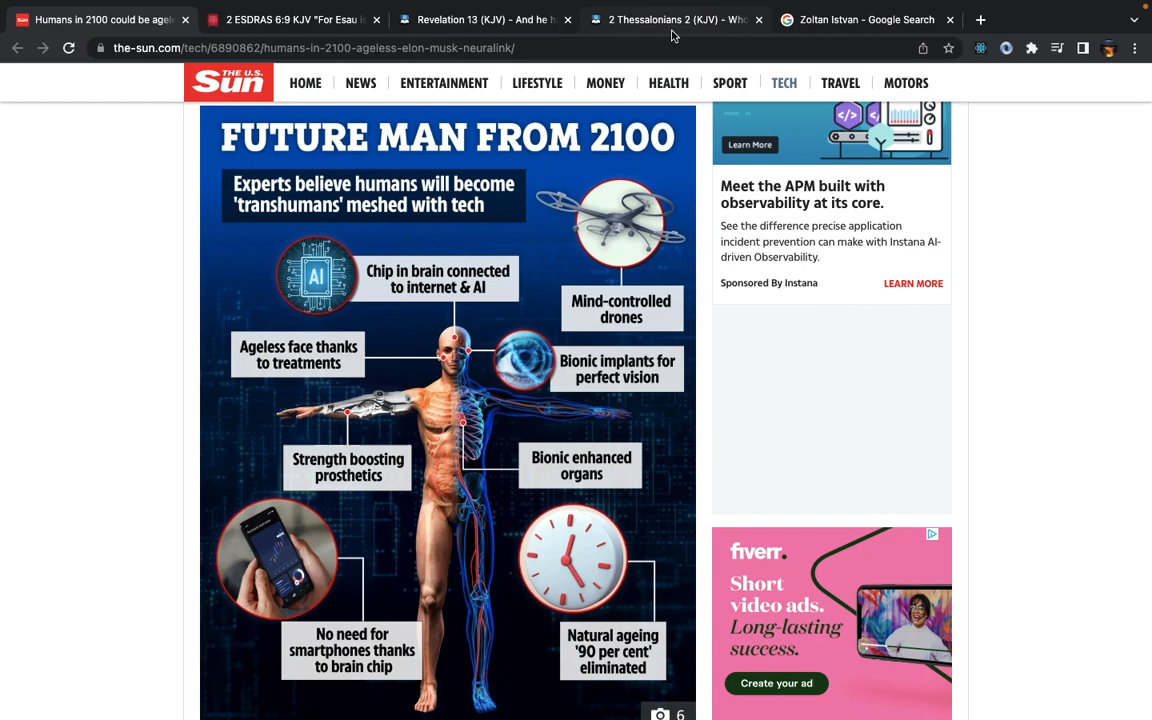 Humans in 2100 could be agel
2 ESDRAS 6:9 KJV "For Esau i
Revelation 13 (KJV) - And he h
2 Thessalonians 2 (KJV) - Who
Zoltan Istvan - Google Search
the-sun.com/tech/6890862/humans-in-2100-ageless-elon-musk-neuralink/
THE U.S.
Sun
HOME
NEWS
ENTERTAINMENT
LIFESTYLE
MONEY
HEALTH
SPORT
TECH
TRAVEL
MOTORS
FUTURE MAN FROM 2100
Experts believe humans will become
'transhumans' meshed with tech
AI
Chip in brain connected
to internet & AI
Mind-controlled
drones
Ageless face thanks
to treatments
Bionic implants for
perfect vision
Strength boosting
prosthetics
Bionic enhanced
organs
No need for
smartphones thanks
to brain chip
Natural ageing
'90 per cent'
eliminated
6
Learn More
Meet the APM built with
observability at its core.
See the difference precise application
incident prevention can make with Instana AI-
driven Observability.
Sponsored By Instana
LEARN MORE
fiverr.
Short
video ads.
Long-lasting
success.
Create your ad